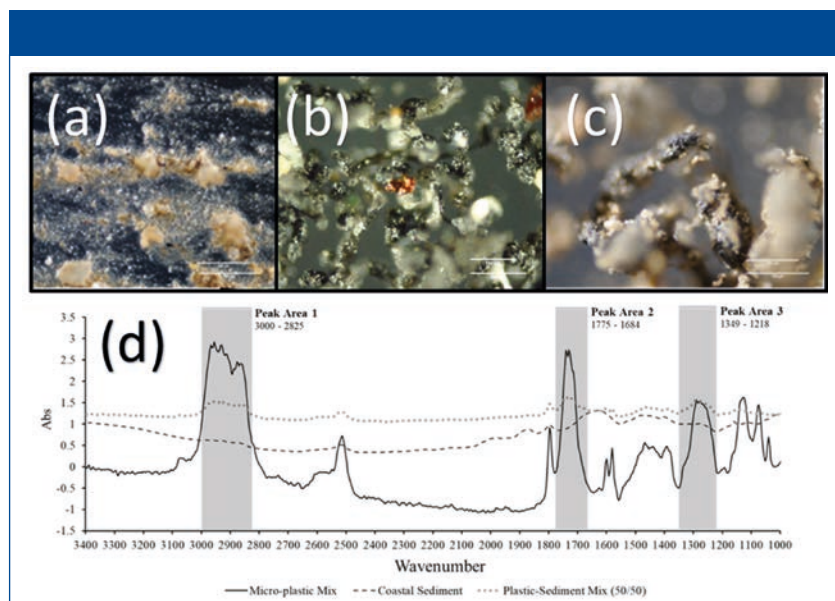 (a)
(b)
(c)
(d)
Peak Area 1
3000 - 2825
Peak Area 2
1775 - 1684
Peak Area 3
1349 - 1218
3.5
3
2.5
2
1.5
1
0.5
0
-0.5
-1
-1.5
Abs
3400 3300 3200 3100 3000 2900 2800 2700 2600 2500 2400 2300 2200 2100 2000 1900 1800 1700 1600 1500 1400 1300 1200 1100 1000
Wavenumber
Micro-plastic Mix Coastal Sediment Plastic-Sediment Mix (50/50)